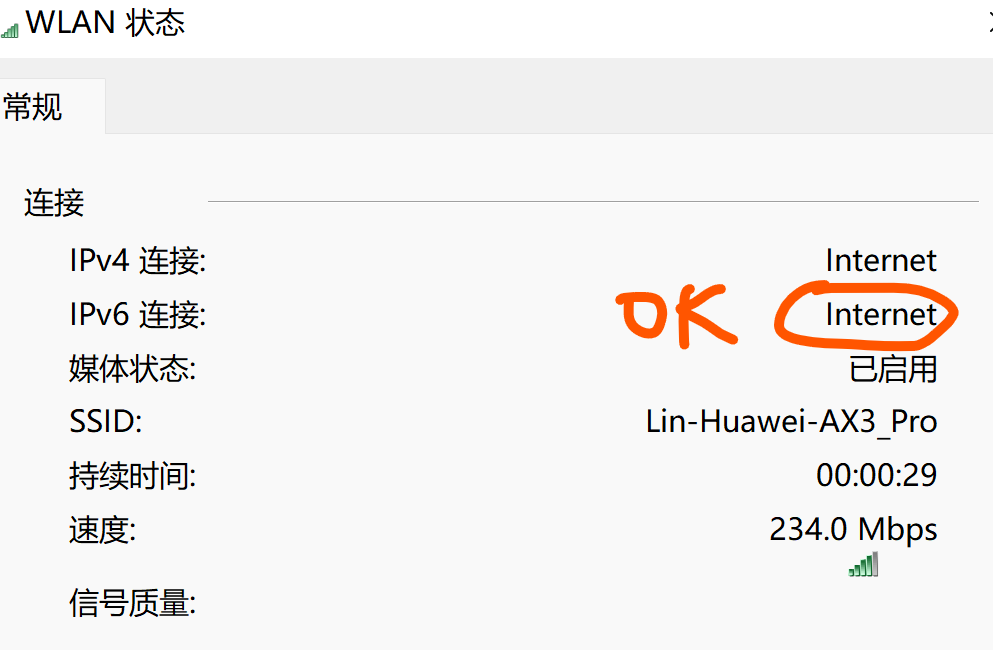 WLAN 状态
常规
连接
IPv4 连接: Internet
IPv6 连接: OK Internet
媒体状态: 已启用
SSID: Lin-Huawei-AX3_Pro
持续时间: 00:00:29
速度: 234.0 Mbps
信号质量: